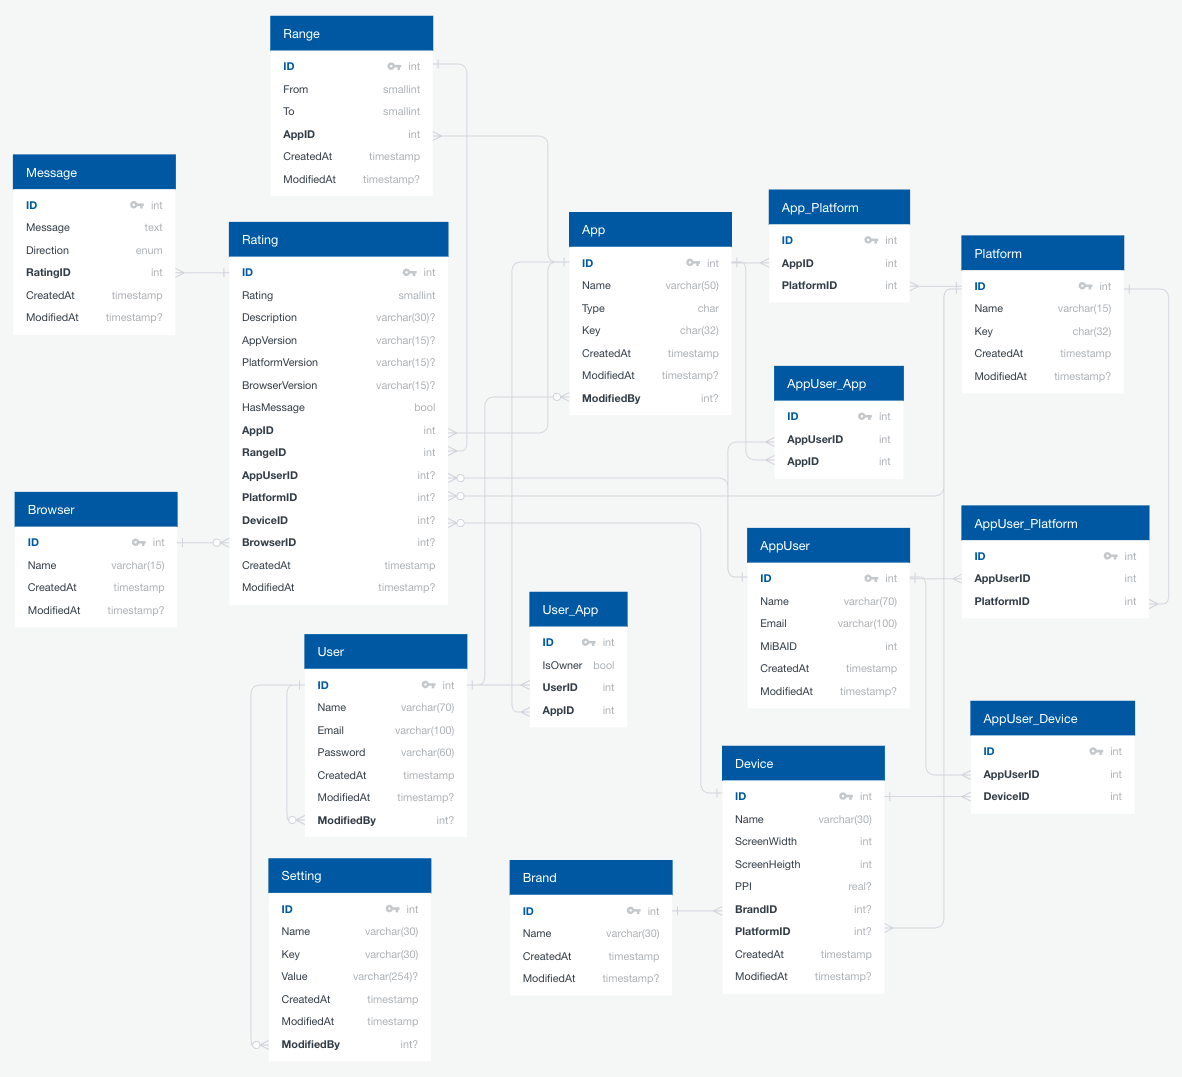 Range
ID int
From smallint
To smallint
AppID int
CreatedAt timestamp
ModifiedAt timestamp?
Message
ID int
Message text
Direction enum
RatingID int
CreatedAt timestamp
ModifiedAt timestamp?
Rating
ID int
Rating smallint
Description varchar(30)?
AppVersion varchar(15)?
PlatformVersion varchar(15)?
BrowserVersion varchar(15)?
HasMessage bool
AppID int
RangeID int
AppUserID int?
PlatformID int?
DeviceID int?
BrowserID int?
CreatedAt timestamp
ModifiedAt timestamp?
App
ID int
Name varchar(50)
Type char
Key char(32)
CreatedAt timestamp
ModifiedAt timestamp?
ModifiedBy int?
App_Platform
ID int
AppID int
PlatformID int
Platform
ID int
Name varchar(15)
Key char(32)
CreatedAt timestamp
ModifiedAt timestamp?
AppUser_App
ID int
AppUserID int
AppID int
Browser
ID int
Name varchar(15)
CreatedAt timestamp
ModifiedAt timestamp?
AppUser
ID int
Name varchar(70)
Email varchar(100)
MiBAID int
CreatedAt timestamp
ModifiedAt timestamp?
AppUser_Platform
ID int
AppUserID int
PlatformID int
User_App
ID int
IsOwner bool
UserID int
AppID int
User
ID int
Name varchar(70)
Email varchar(100)
Password varchar(60)
CreatedAt timestamp
ModifiedAt timestamp?
ModifiedBy int?
AppUser_Device
ID int
AppUserID int
DeviceID int
Device
ID int
Name varchar(30)
ScreenWidth int
ScreenHeigth int
PPI real?
BrandID int?
PlatformID int?
CreatedAt timestamp
ModifiedAt timestamp?
Setting
ID int
Name varchar(30)
Key varchar(30)
Value varchar(254)?
CreatedAt timestamp
ModifiedAt timestamp
ModifiedBy int?
Brand
ID int
Name varchar(30)
CreatedAt timestamp
ModifiedAt timestamp?